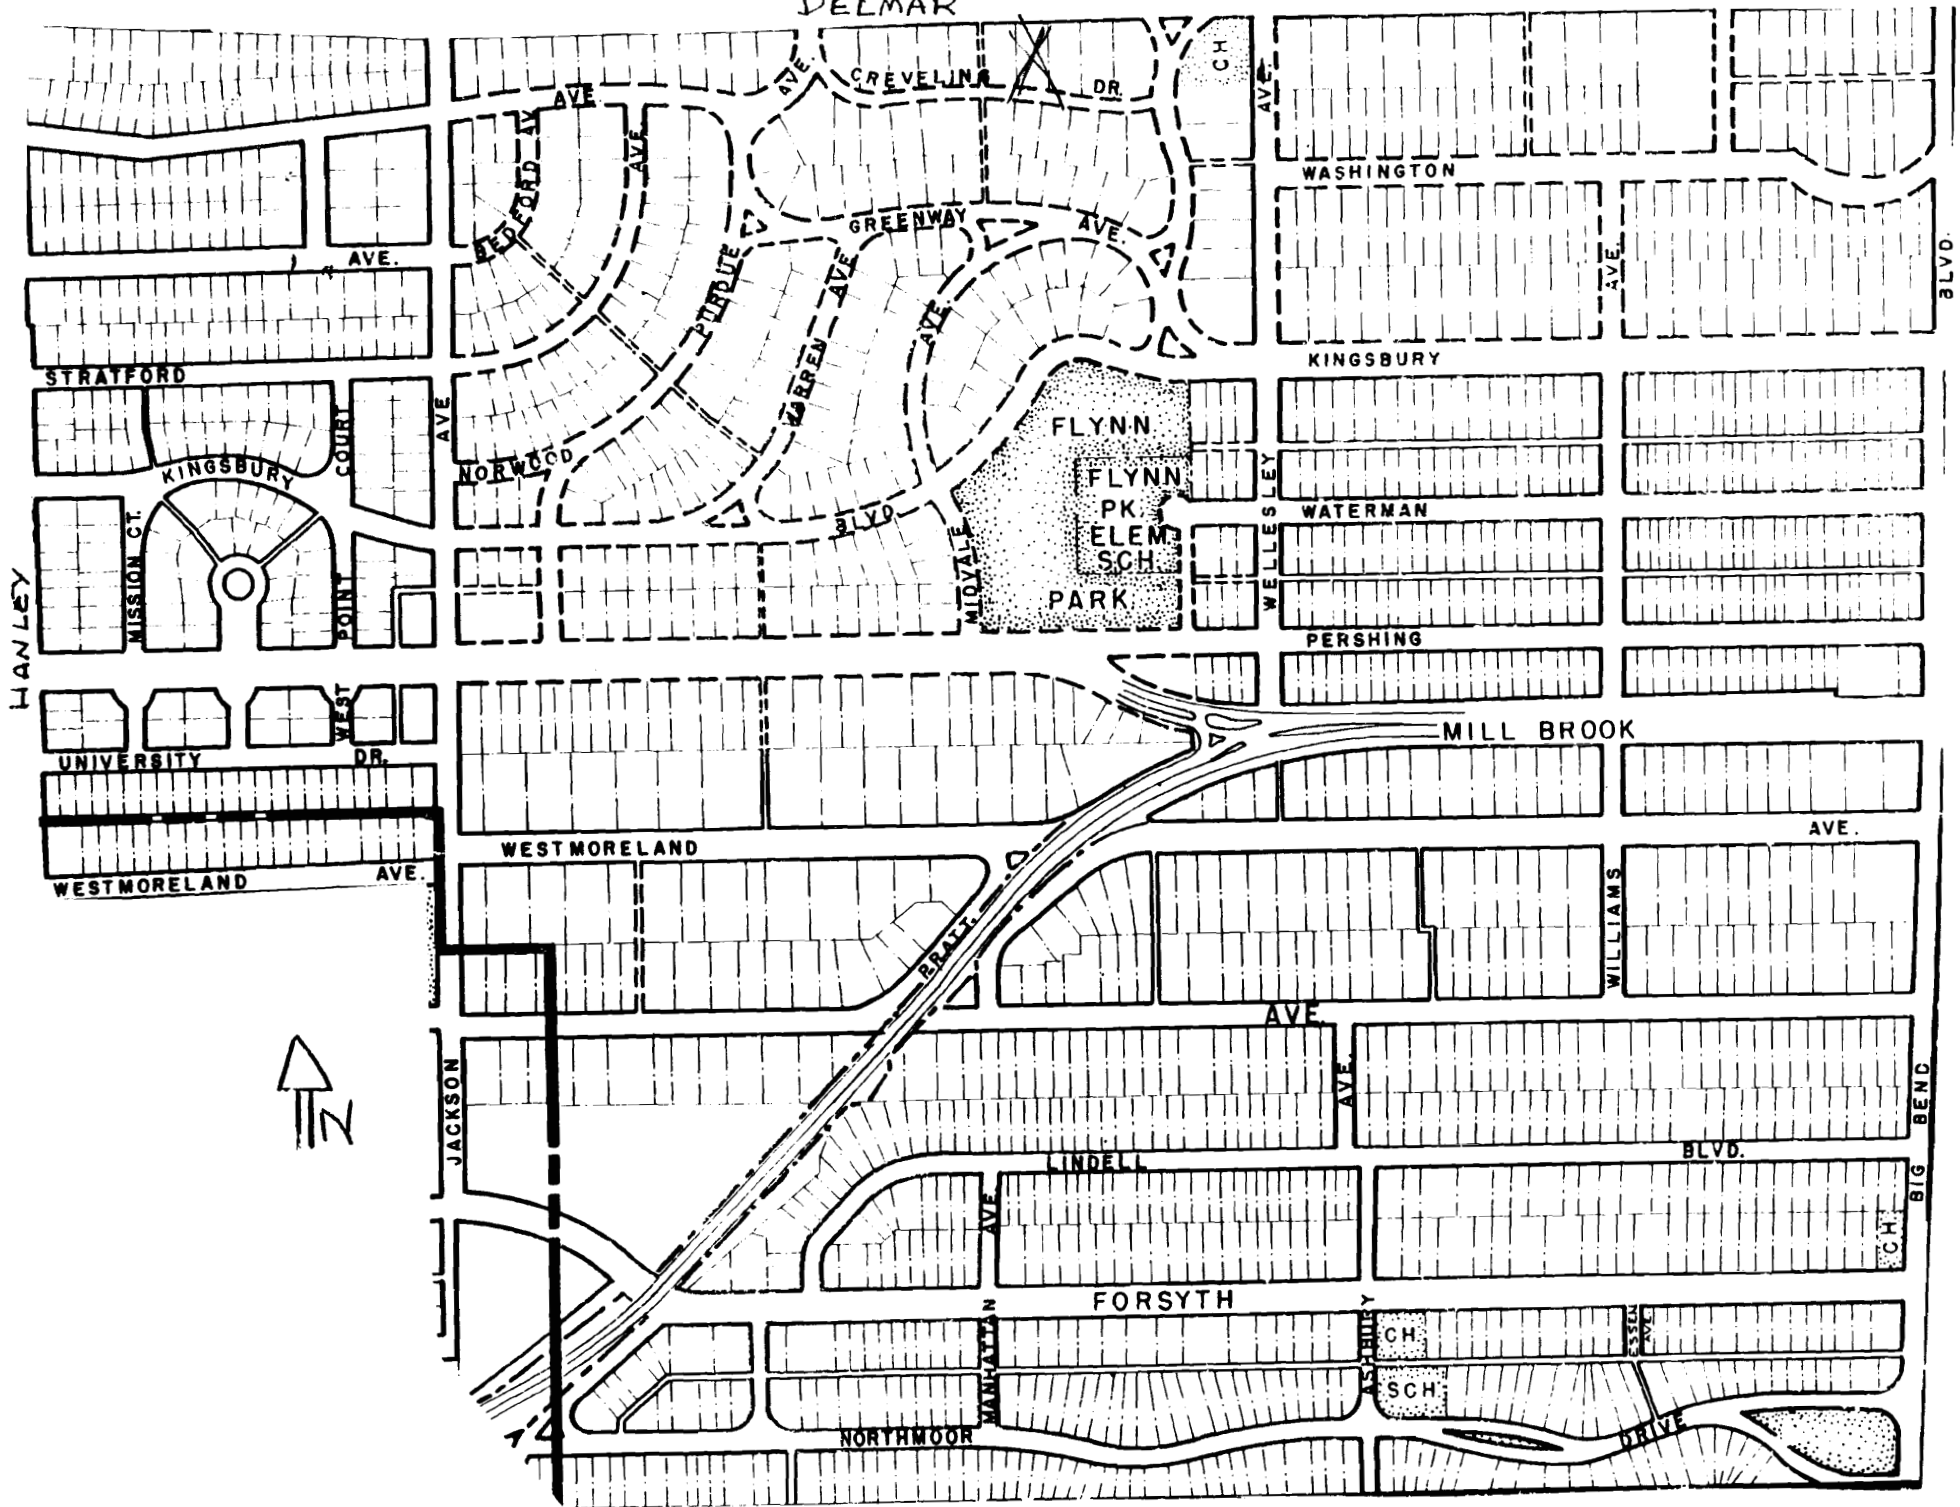 DELMAR
CH
CREVELING
DR.
AVE.
AVE.
AVE
BEDFORD AV
AVE
WASHINGTON
GREENWAY
AVE.
AVE.
PURDUE
AVE
WARREN
AVE.
AVE.
BLVD.
STRATFORD
KINGSBURY
COURT
AVE
FLYNN
KINGSBURY
NORWOOD
FLYNN
PK.
ELEM
SCH.
PARK
WELLESLEY
WATERMAN
BLVD.
MISSION CT.
MIDVALE
POINT
HANLEY
PERSHING
WEST
MILL BROOK
UNIVERSITY
DR.
AVE.
WESTMORELAND
WESTMORELAND
AVE.
WILLIAMS
PRATT.
AVE.
N
JACKSON
AVE.
BEND
LINDELL
BLVD.
BIG
AVE.
CH
FORSYTH
MANHATTAN
ASHBURY
CH
ESSEN
AVE.
SCH.
NORTHMOOR
DRIVE